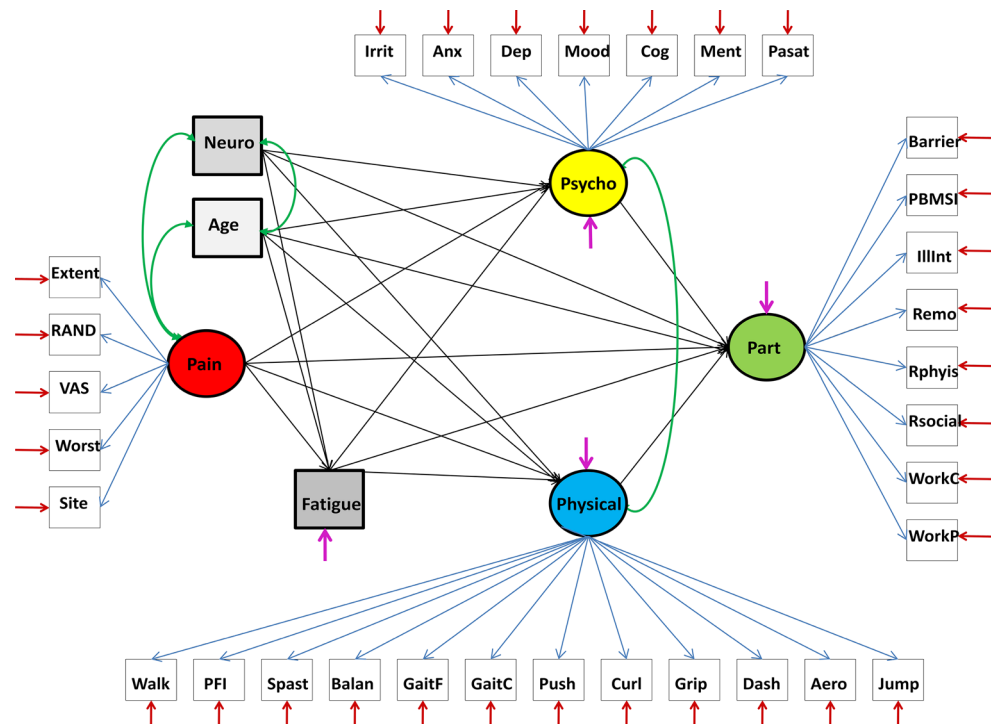 Irrit
Anx
Dep
Mood
Cog
Ment
Pasat
Neuro
Age
Psycho
Barrier
PBMSI
IllInt
Remo
Rphyis
Rsocial
WorkC
WorkP
Extent
RAND
VAS
Worst
Site
Pain
Part
Fatigue
Physical
Walk
PFI
Spast
Balan
GaitF
GaitC
Push
Curl
Grip
Dash
Aero
Jump